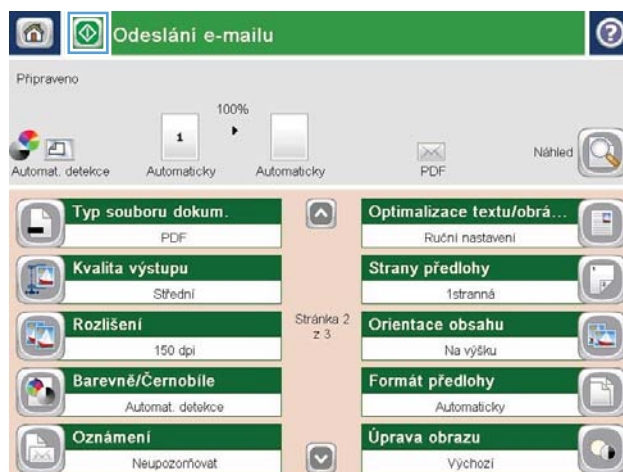 Odeslání e-mailu
?
Připraveno
100%
1
Automat. detekce
Automaticky
Automaticky
PDF
Náhled
Typ souboru dokum.
PDF
Kvalita výstupu
Střední
Rozlišení
150 dpi
Barevně/Černobíle
Automat. detekce
Oznámení
Neupozorňovat
Stránka 2
z 3
Optimalizace textu/obrá...
Ruční nastavení
Strany předlohy
1stranná
Orientace obsahu
Na výšku
Formát předlohy
Automaticky
Úprava obrazu
Výchozí